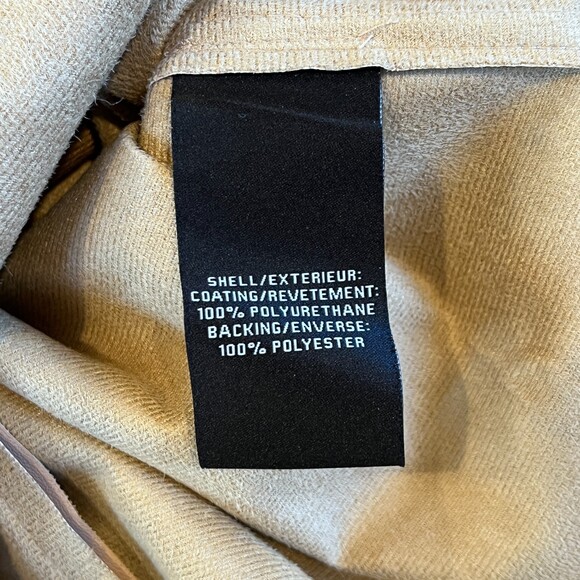 SHELL/EXTERIEUR:
COATING/REVETEMENT:
100% POLYURETHANE
BACKING/ENVERSE:
100% POLYESTER